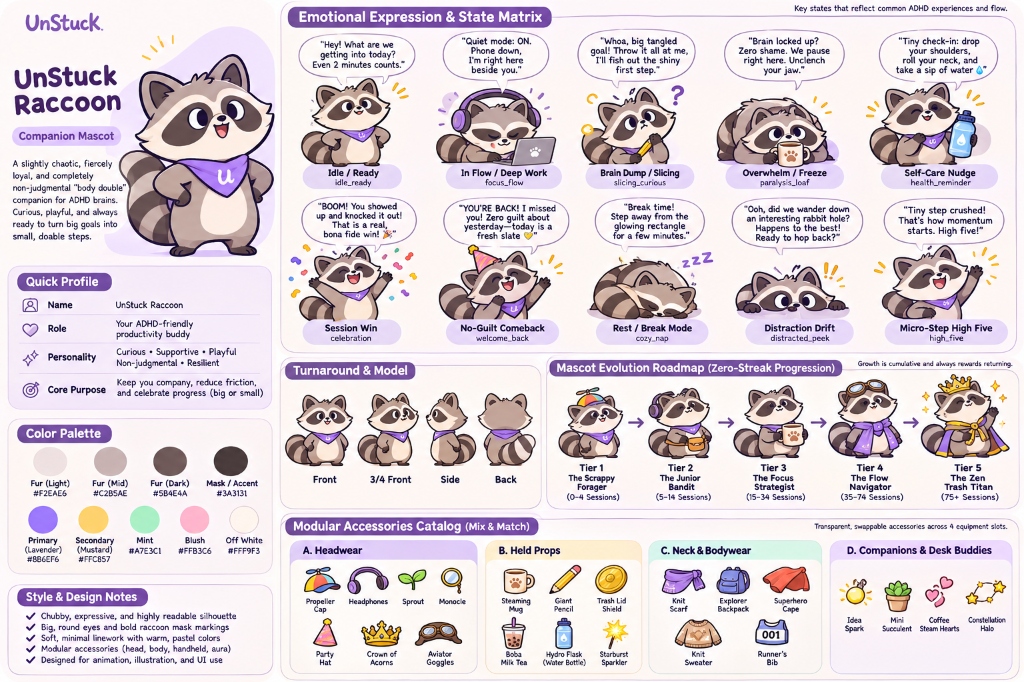 UnStuck.
UnStuck
Raccoon
Companion Mascot
A slightly chaotic, fiercely
loyal, and completely
non-judgmental "body double"
companion for ADHD brains.
Curious, playful, and always
ready to turn big goals into
small, doable steps.
u
Quick Profile
Name
UnStuck Raccoon
Role
Your ADHD-friendly
productivity buddy
Personality
Curious • Supportive • Playful
Non-judgmental • Resilient
Core Purpose
Keep you company, reduce friction,
and celebrate progress (big or small)
Color Palette
Fur (Light)
#F2EAE6
Fur (Mid)
#C2B5AE
Fur (Dark)
#5B4E4A
Mask / Accent
#3A3131
Primary
(Lavender)
#BB6EF6
Secondary
(Mustard)
#FFC857
Mint
#A7E3C1
Blush
#FFB3C6
Off White
#FFF9F3
Style & Design Notes
Chubby, expressive, and highly readable silhouette
Big, round eyes and bold raccoon mask markings
Soft, minimal linework with warm, pastel colors
Modular accessories (head, body, handheld, aura)
Designed for animation, illustration, and UI use
Emotional Expression & State Matrix
Key states that reflect common ADHD experiences and flow.
"Hey! What are we
getting into today?
Even 2 minutes counts."
Idle / Ready
idle_ready
"Quiet mode: ON.
Phone down,
I'm right here
beside you."
In Flow / Deep Work
focus_flow
"Whoa, big tangled
goal! Throw it all at me,
I'll fish out the shiny
first step."
?
Brain Dump / Slicing
slicing_curious
"Brain locked up?
Zero shame. We pause
right here. Unclench
your jaw."
Overwhelm / Freeze
paralysis_loaf
"Tiny check-in: drop
your shoulders,
roll your neck, and
take a sip of water 💧"
Self-Care Nudge
health_reminder
"BOOM! You showed
up and knocked it out!
That is a real,
bona fide win! 🎉"
Session Win
celebration
"YOU'RE BACK! I missed
you! Zero guilt about
yesterday—today is a
fresh slate 💛"
No-Guilt Comeback
welcome_back
"Break time!
Step away from the
glowing rectangle
for a few minutes."
zzZ
Rest / Break Mode
cozy_nap
"Ooh, did we wander down
an interesting rabbit hole?
Happens to the best!
Ready to hop back?"
!!
Distraction Drift
distracted_peek
"Tiny step crushed!
That's how momentum
starts. High five!"
Micro-Step High Five
high_five
Turnaround & Model
Front
3/4 Front
Side
Back
Mascot Evolution Roadmap (Zero-Streak Progression)
Growth is cumulative and always rewards returning.
Tier 1
The Scrappy
Forager
(0-4 Sessions)
Tier 2
The Junior
Bandit
(5-14 Sessions)
Tier 3
The Focus
Strategist
(15-34 Sessions)
Tier 4
The Flow
Navigator
(35-74 Sessions)
Tier 5
The Zen
Trash Titan
(75+ Sessions)
Modular Accessories Catalog (Mix & Match)
Transparent, swappable accessories across 4 equipment slots.
A. Headwear
Propeller
Cap
Headphones
Sprout
Monocle
Party
Hat
Crown of
Acorns
Aviator
Goggles
B. Held Props
Steaming
Mug
Giant
Pencil
Trash Lid
Shield
Boba
Milk Tea
Hydro Flask
(Water Bottle)
Starburst
Sparkler
C. Neck & Bodywear
Knit
Scarf
Explorer
Backpack
Superhero
Cape
Knit
Sweater
001
Runner's
Bib
D. Companions & Desk Buddies
Idea
Spark
Mini
Succulent
Coffee
Steam Hearts
Constellation
Halo